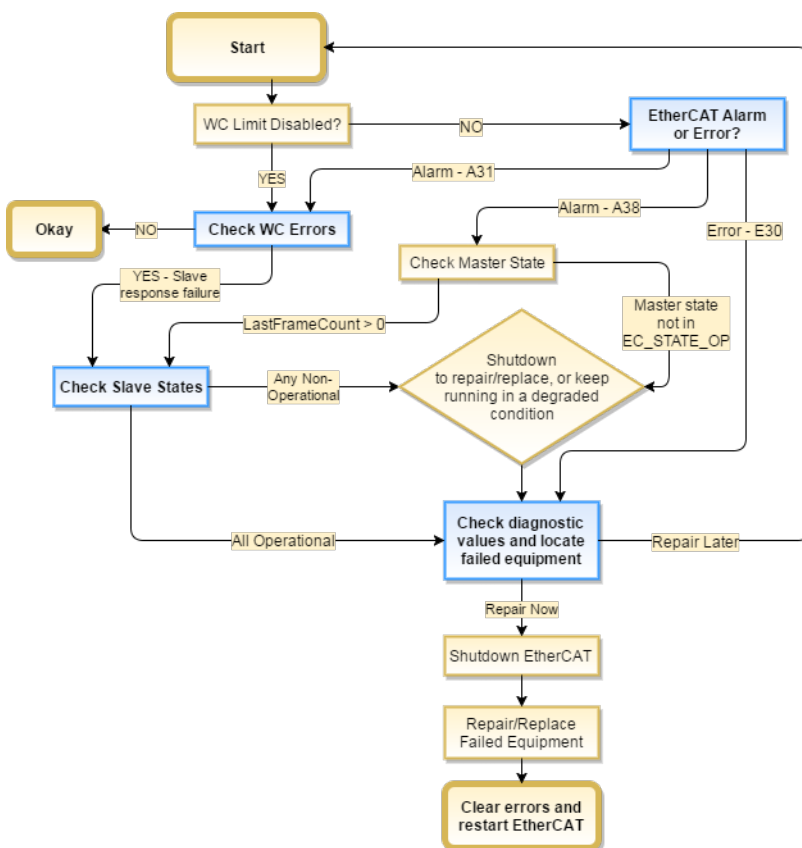 Start
WC Limit Disabled?
NO
EtherCAT Alarm
or Error?
YES
Alarm - A31
Alarm - A38
Error - E30
Okay
NO
Check WC Errors
Check Master State
YES - Slave
response failure
LastFrameCount > 0
Master state
not in
EC_STATE_OP
Check Slave States
Any Non-
Operational
Shutdown
to repair/replace, or keep
running in a degraded
condition
All Operational
Check diagnostic
values and locate
failed equipment
Repair Later
Repair Now
Shutdown EtherCAT
Repair/Replace
Failed Equipment
Clear errors and
restart EtherCAT